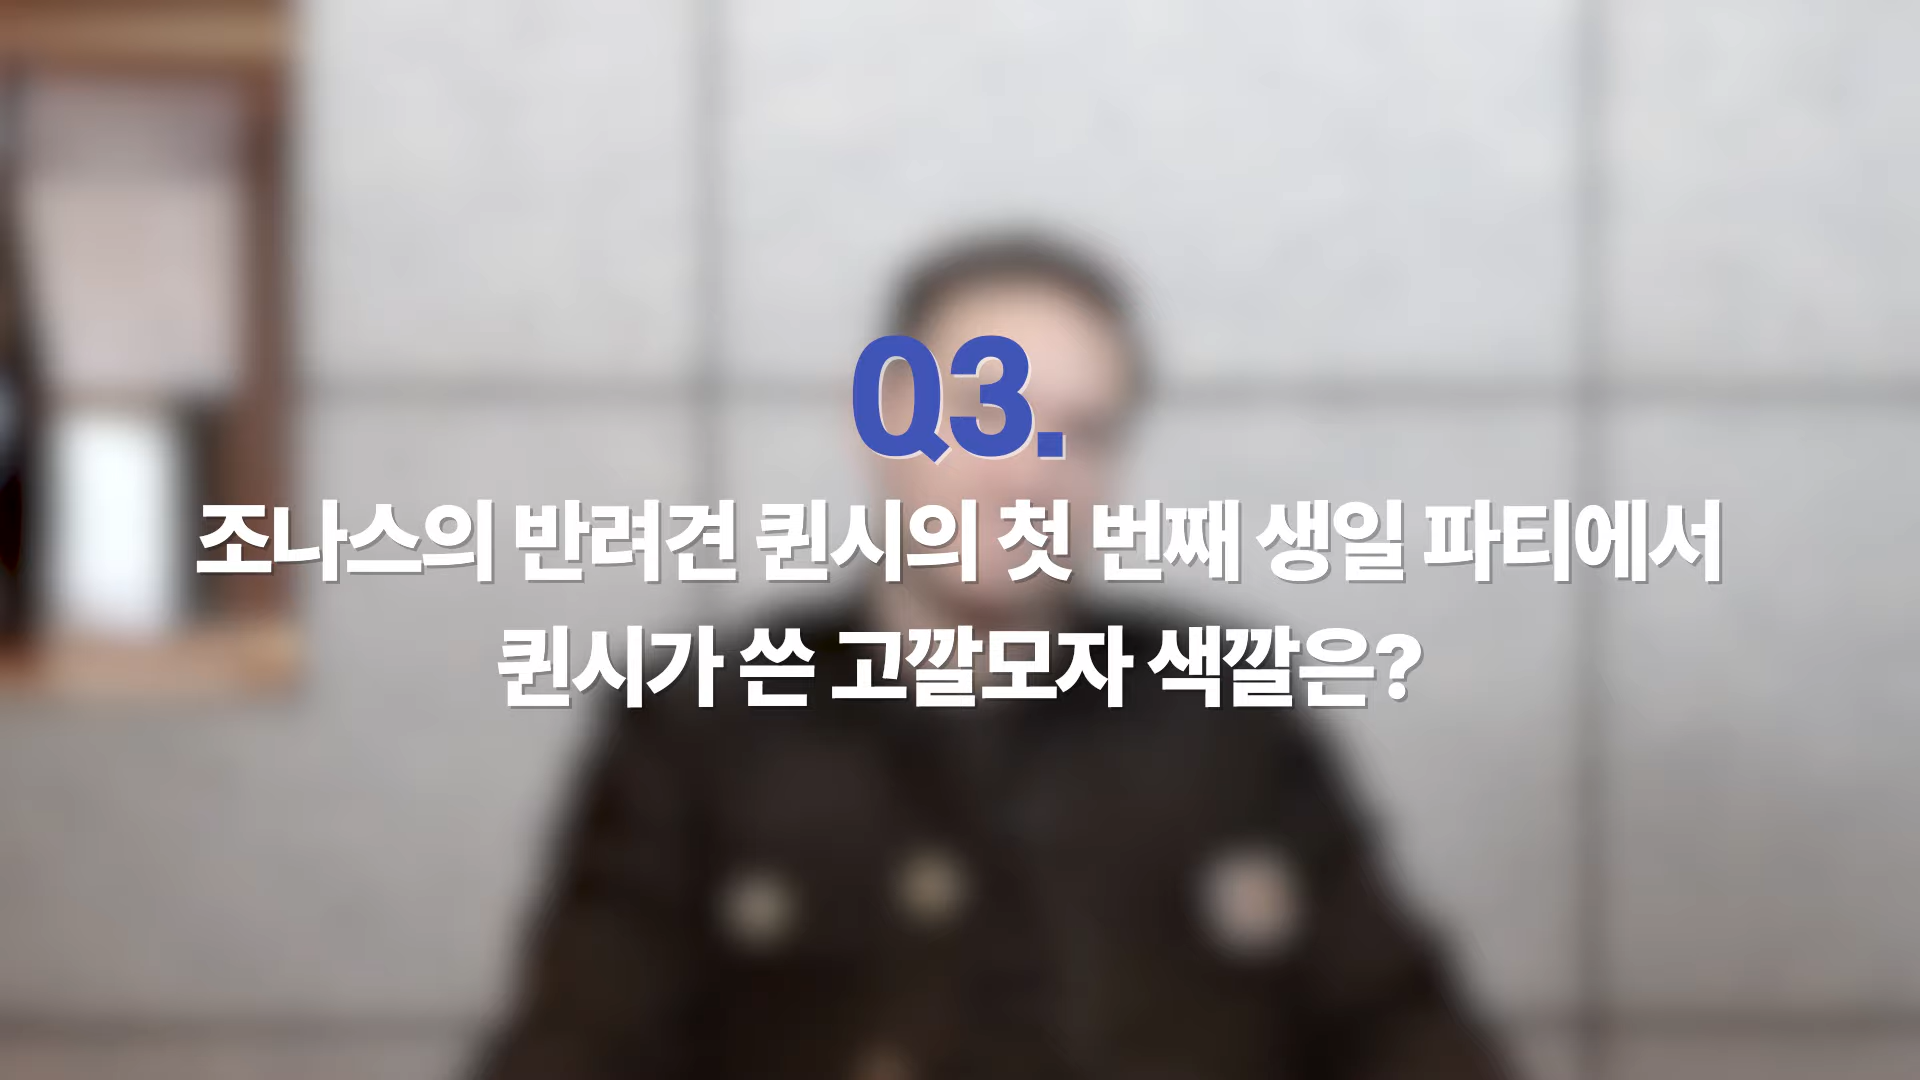 Q3.
조나스의 반려견 퀸시의 첫 번째 생일 파티에서
퀸시가 쓴 고깔모자 색깔은?